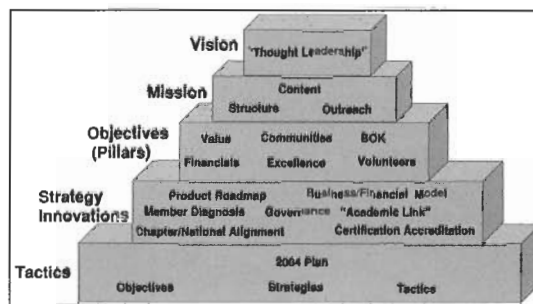 Vision
"Thought Leadership"
Mission
Content
Structure Outreach
Objectives
(Pillars)
Value Communities BOK
Financials Excellence Volunteers
Strategy
Innovations
Product Roadmap Business/Financial Model
Member Diagnosis Governance "Academic Link"
Chapter/National Alignment Certification Accreditation
Tactics
2004 Plan
Objectives Strategies Tactics